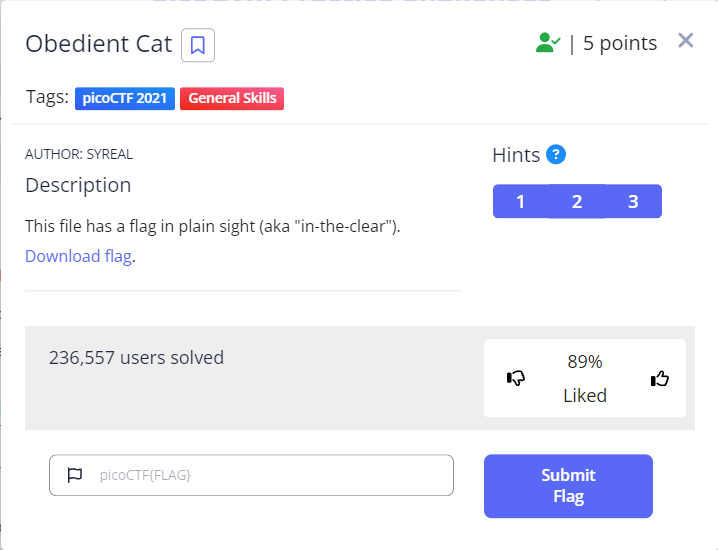 Obedient Cat
| 5 points
Tags: picoCTF 2021 General Skills
AUTHOR: SYREAL
Hints ?
Description
1 2 3
This file has a flag in plain sight (aka "in-the-clear").
Download flag.
236,557 users solved
89%
Liked
picoCTF{FLAG}
Submit
Flag